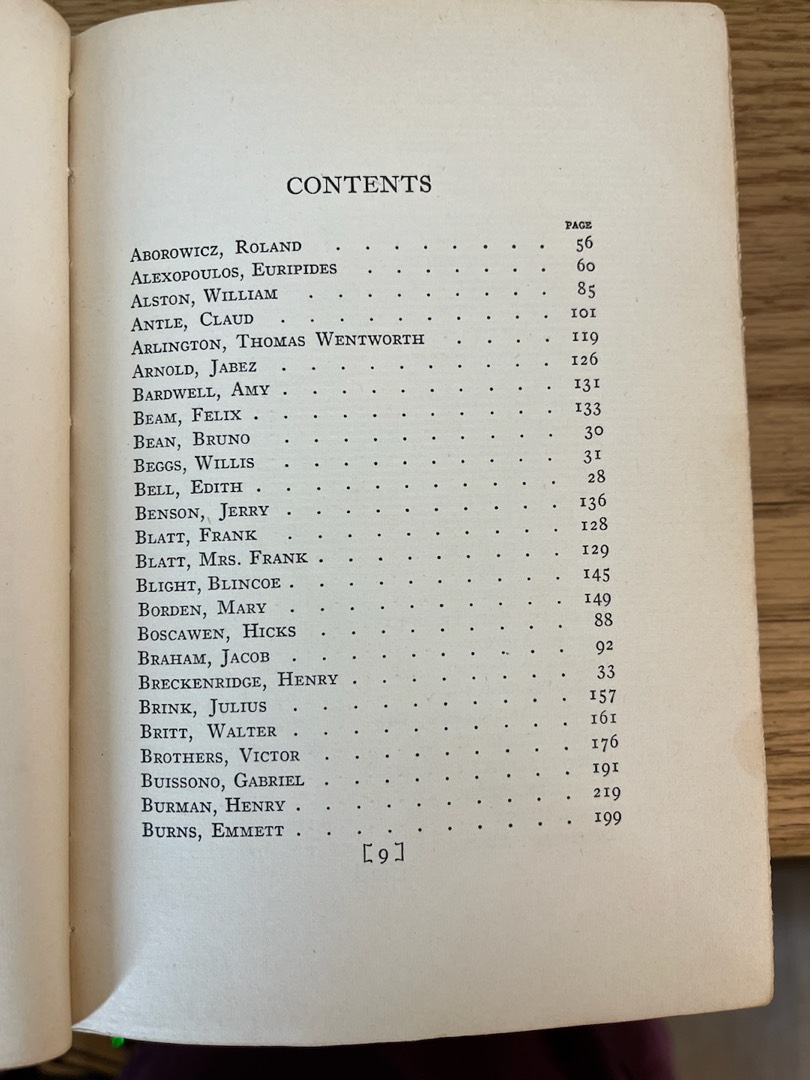 CONTENTS
PAGE
ABOROWICZ, ROLAND . . . . . . . . 56
ALEXOPOULOS, EURIPIDES . . . . . . . 60
ALSTON, WILLIAM . . . . . . . . . 85
ANTLE, CLAUD . . . . . . . . . . 101
ARLINGTON, THOMAS WENTWORTH . . . . 119
ARNOLD, JABEZ . . . . . . . . . . 126
BARDWELL, AMY . . . . . . . . . . 131
BEAM, FELIX . . . . . . . . . . . 133
BEAN, BRUNO . . . . . . . . . . 30
BEGGS, WILLIS . . . . . . . . . . 31
BELL, EDITH . . . . . . . . . . . 28
BENSON, JERRY . . . . . . . . . . 136
BLATT, FRANK . . . . . . . . . . 128
BLATT, MRS. FRANK . . . . . . . . . 129
BLIGHT, BLINCOE . . . . . . . . . . 145
BORDEN, MARY . . . . . . . . . . 149
BOSCAWEN, HICKS . . . . . . . . . 88
BRAHAM, JACOB . . . . . . . . . . 92
BRECKENRIDGE, HENRY . . . . . . . . 33
BRINK, JULIUS . . . . . . . . . . 157
BRITT, WALTER . . . . . . . . . . 161
BROTHERS, VICTOR . . . . . . . . . 176
BUISSONO, GABRIEL . . . . . . . . . 191
BURMAN, HENRY . . . . . . . . . . 219
BURNS, EMMETT . . . . . . . . . . 199
[9]